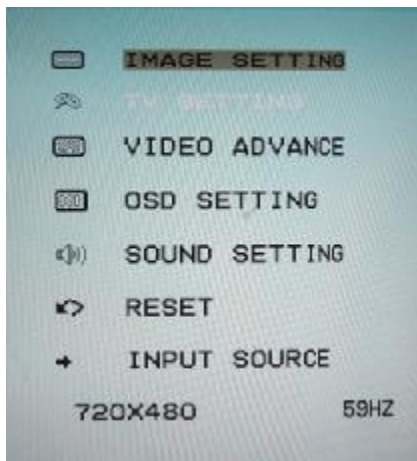 IMAGE SETTING
TV SETTING
VIDEO ADVANCE
OSD SETTING
SOUND SETTING
RESET
INPUT SOURCE
720X480 59HZ